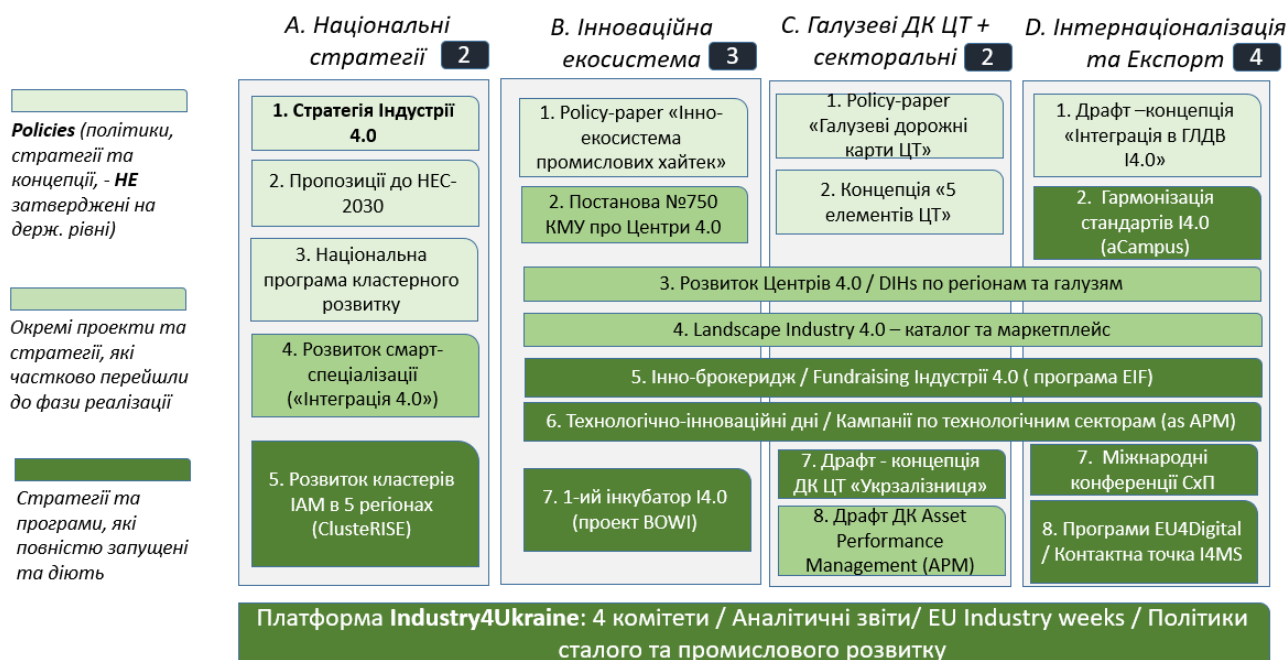 A. Національні
стратегії 2
B. Інноваційна
екосистема 3
C. Галузеві ДК ЦТ +
секторальні 2
D. Інтернаціоналізація
та Експорт 4
Policies (політики,
стратегії та
концепції, - НЕ
затверджені на
держ. рівні)
Окремі проекти та
стратегії, які
частково перейшли
до фази реалізації
Стратегії та
програми, які
повністю запущені
та діють
1. Стратегія Індустрії
4.0
2. Пропозиції до НЕС-
2030
3. Національна
програма кластерного
розвитку
4. Розвиток смарт-
спеціалізації
(«Інтеграція 4.0»)
5. Розвиток кластерів
ІАМ в 5 регіонах
(ClusteRISE)
1. Policy-paper «Інно-
екосистема
промислових хайтек»
2. Постанова №750
КМУ про Центри 4.0
1. Policy-paper
«Галузеві дорожні
карти ЦТ»
2. Концепція «5
елементів ЦТ»
1. Драфт –концепція
«Інтеграція в ГЛДВ
І4.0»
2. Гармонізація
стандартів І4.0
(aCampus)
3. Розвиток Центрів 4.0 / DIHs по регіонам та галузям
4. Landscape Industry 4.0 – каталог та маркетплейс
5. Інно-брокеридж / Fundraising Індустрії 4.0 ( програма EIF)
6. Технологічно-інноваційні дні / Кампанії по технологічним секторам (as APM)
7. 1-ий інкубатор І4.0
(проект BOWI)
7. Драфт - концепція
ДК ЦТ «Укрзалізниця»
8. Драфт ДК Asset
Performance
Management (APM)
7. Міжнародні
конференції СхП
8. Програми EU4Digital
/ Контактна точка I4MS
Платформа Industry4Ukraine: 4 комітети / Аналітичні звіти/ EU Industry weeks / Політики
сталого та промислового розвитку